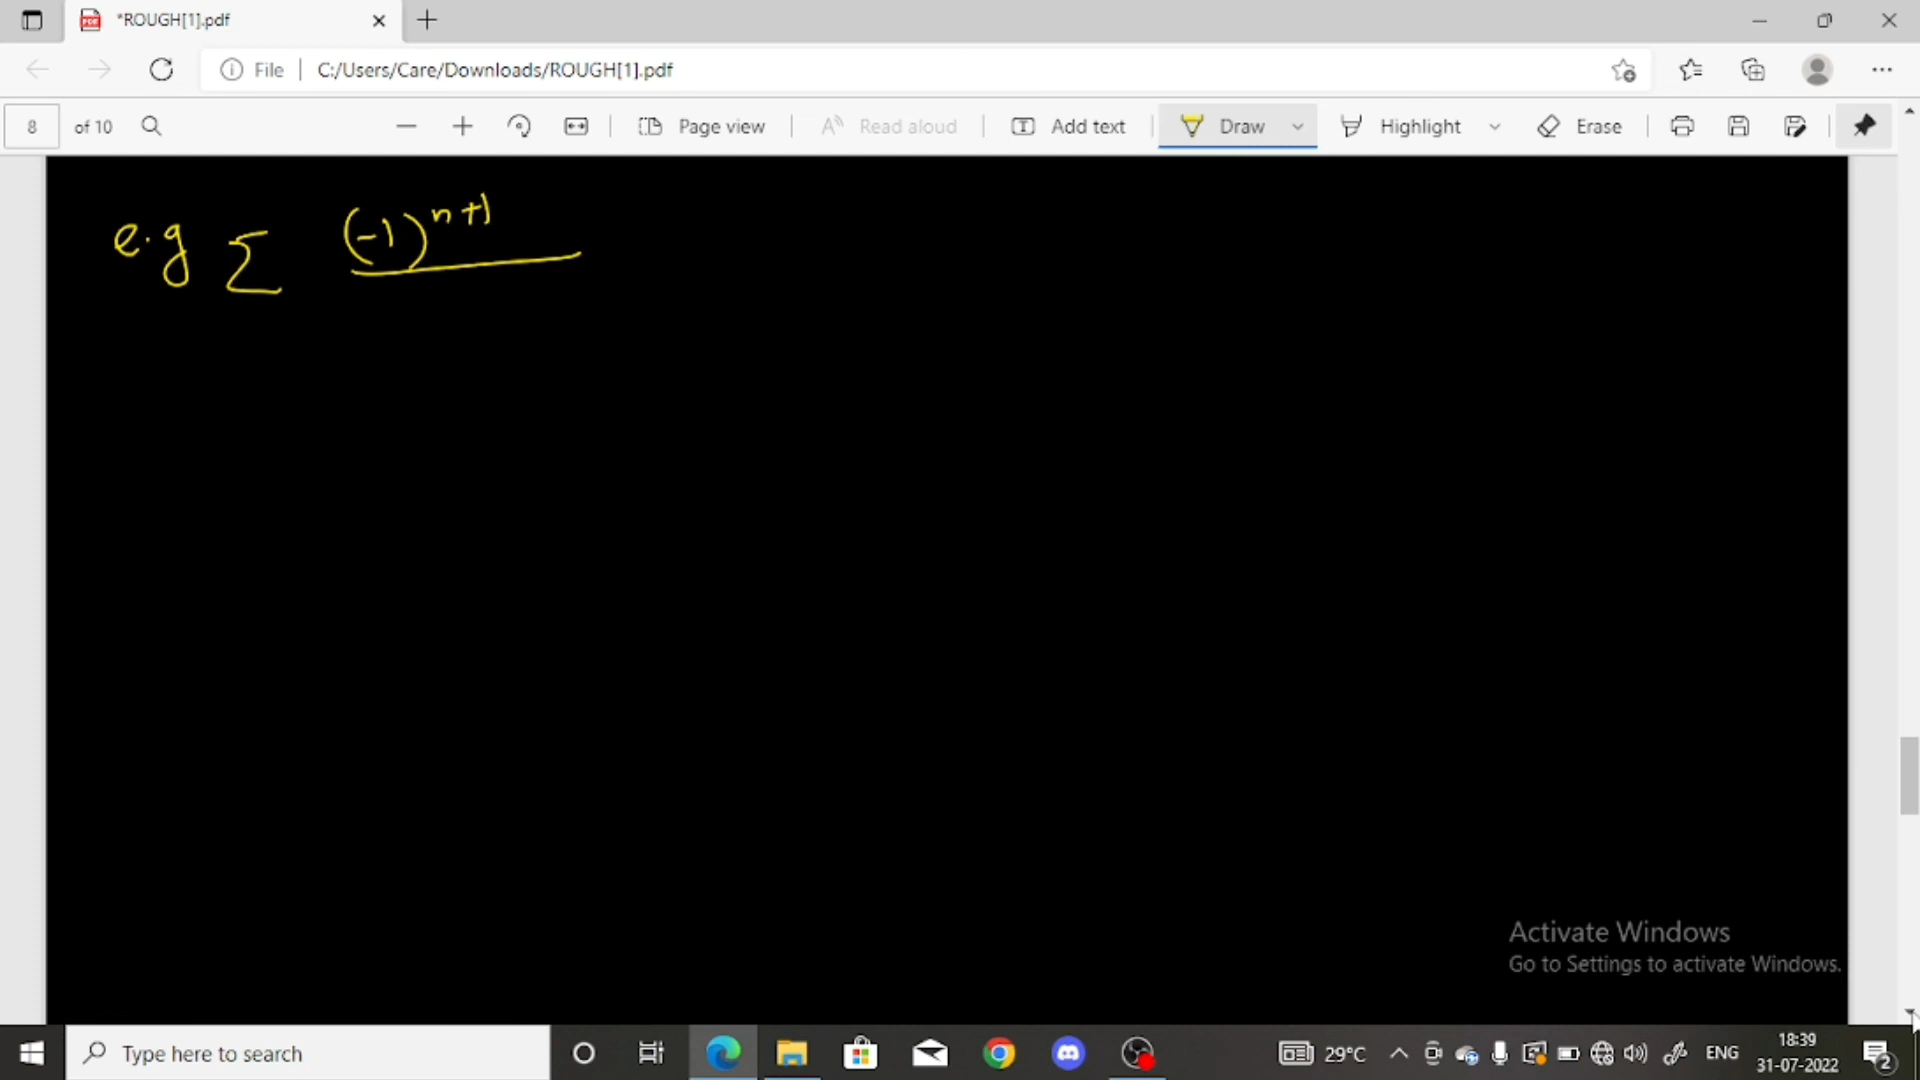 *ROUGH[1].pdf
File C:/Users/Care/Downloads/ROUGH[1].pdf
8 of 10 Page view Read aloud Add text Draw Highlight Erase
e.g Σ (-1)^n+1
Activate Windows
Go to Settings to activate Windows.
Type here to search 29°C ENG 18:39 31-07-2022 2